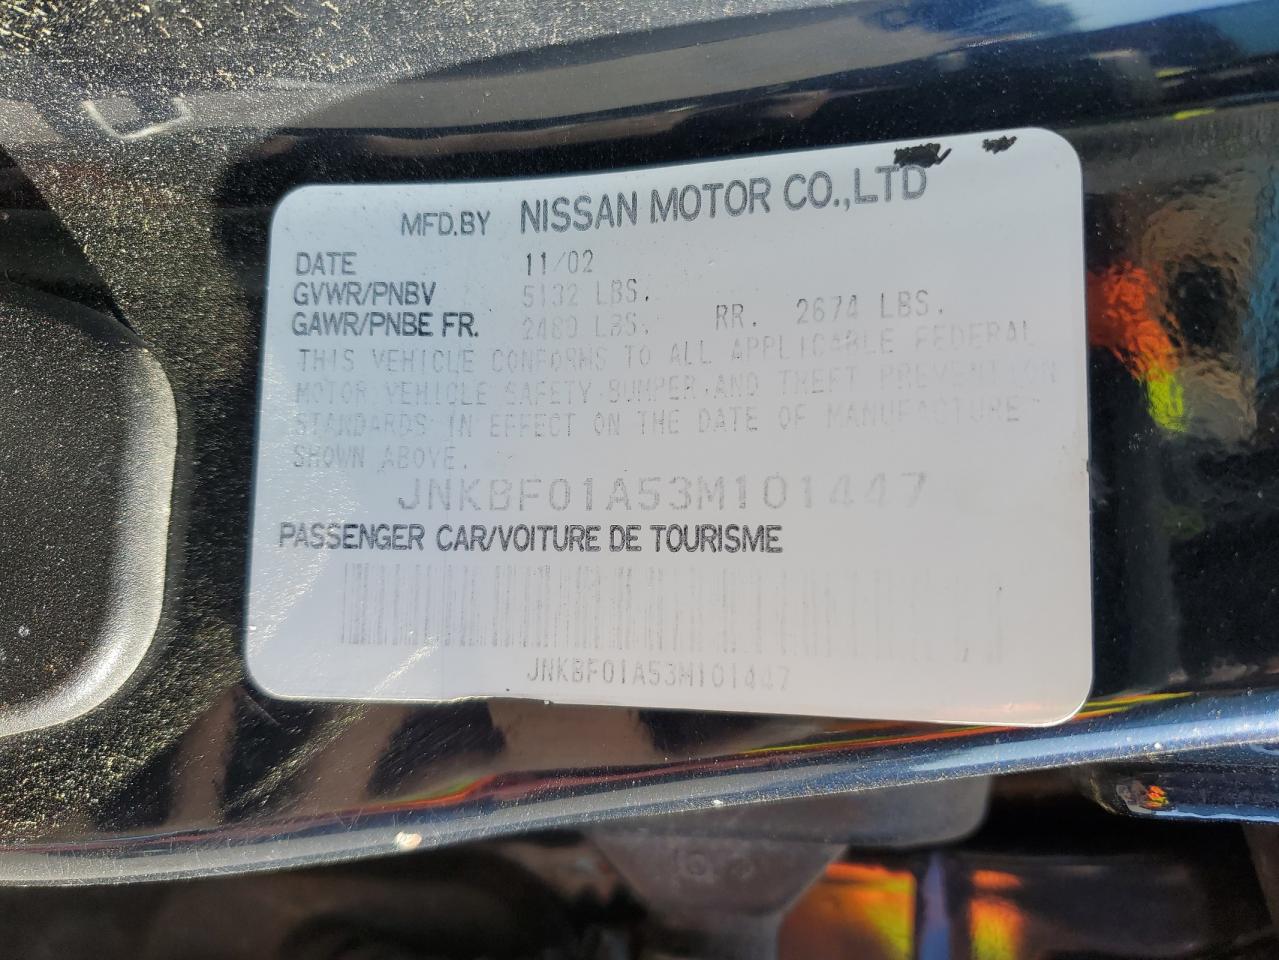 MFD.BY NISSAN MOTOR CO.,LTD
DATE 11/02
GVWR/PNBV 5132 LBS.
GAWR/PNBE FR. 2480 LBS. RR. 2674 LBS.
THIS VEHICLE CONFORMS TO ALL APPLICABLE FEDERAL
MOTOR VEHICLE SAFETY BUMPER,AND THEFT PREVENTION
STANDARDS IN EFFECT ON THE DATE OF MANUFACTURE
SHOWN ABOVE.
JNKBF01A53M101447
PASSENGER CAR/VOITURE DE TOURISME
JNKBF01A53M101447